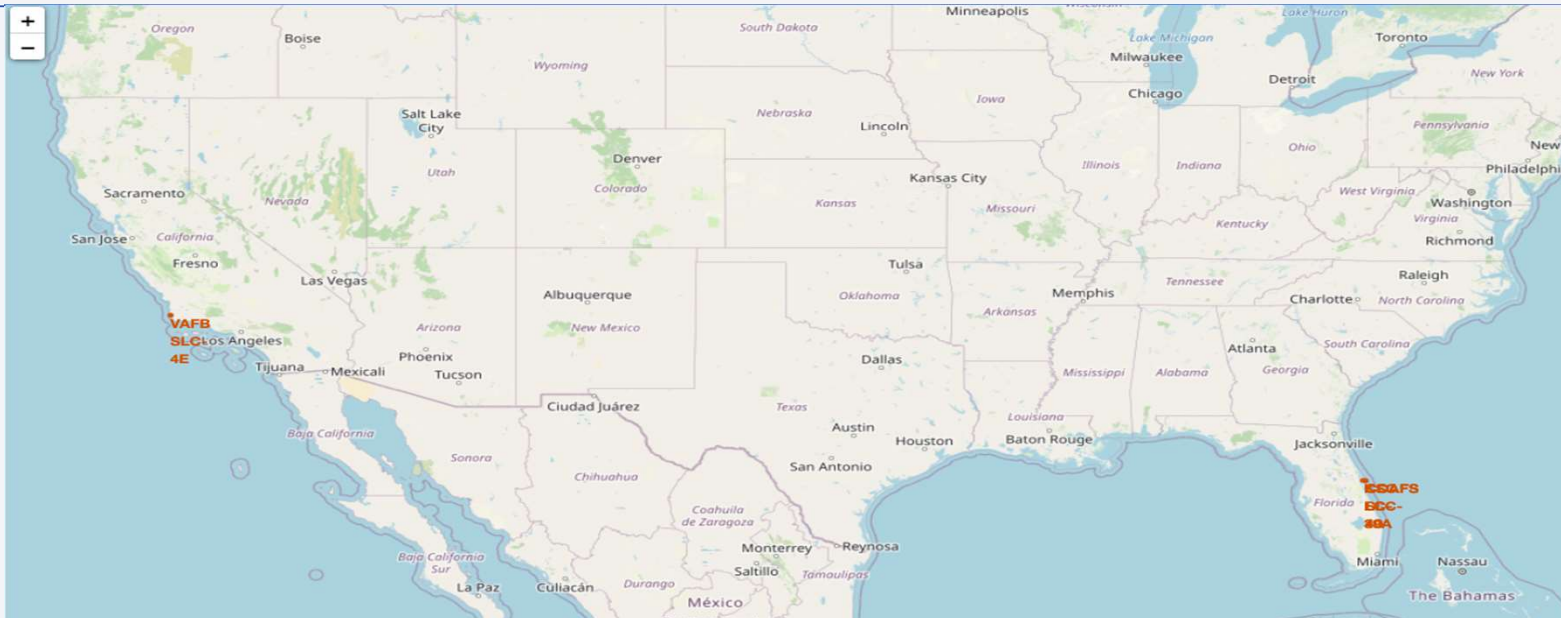 +
−
Oregon
Boise
South Dakota
Minneapolis
Wisconsin
Lake Huron
Toronto
Lake Michigan
Milwaukee
Wyoming
Detroit
New York
Chicago
Iowa
Nebraska
Salt Lake
City
Lincoln
Pennsylvania
Ohio
New
Denver
Utah
Illinois
Indiana
Philadelphi
Kansas City
Sacramento
Nevada
Colorado
Kansas
Missouri
West Virginia
Washington
Kentucky
Virginia
San Jose
California
Richmond
Fresno
Las Vegas
Tulsa
Raleigh
Albuquerque
Oklahoma
Memphis
Tennessee
Charlotte
North Carolina
VAFB
SLC-
4E
Los Angeles
Arizona
New Mexico
Arkansas
Atlanta
South Carolina
Phoenix
Dallas
Tijuana
Mexicali
Tucson
Mississippi
Alabama
Georgia
Ciudad Juárez
Texas
Louisiana
Baja California
Austin
Houston
Baton Rouge
Jacksonville
Sonora
San Antonio
Chihuahua
Florida
Coahuila
de Zaragoza
Monterrey
Reynosa
Baja California
Sur
Saltillo
Tamaulipas
Miami
Nassau
La Paz
Culiacán
Durango
México
The Bahamas